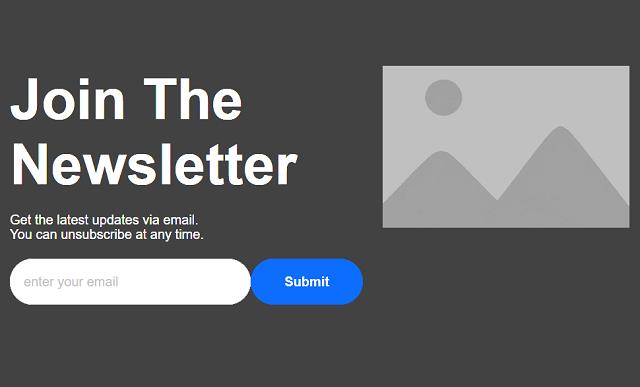 Join The
Newsletter
Get the latest updates via email.
You can unsubscribe at any time.
enter your email
Submit